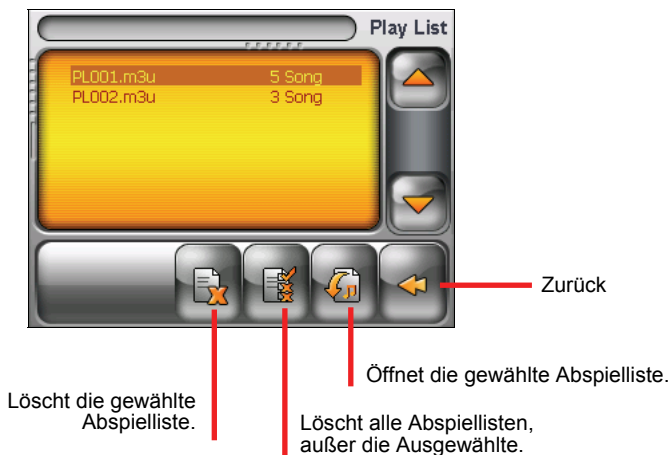 Play List
PL001.m3u 5 Song
PL002.m3u 3 Song
Zurück
Öffnet die gewählte Abspielliste.
Löscht die gewählte
Abspielliste.
Löscht alle Abspiellisten,
außer die Ausgewählte.